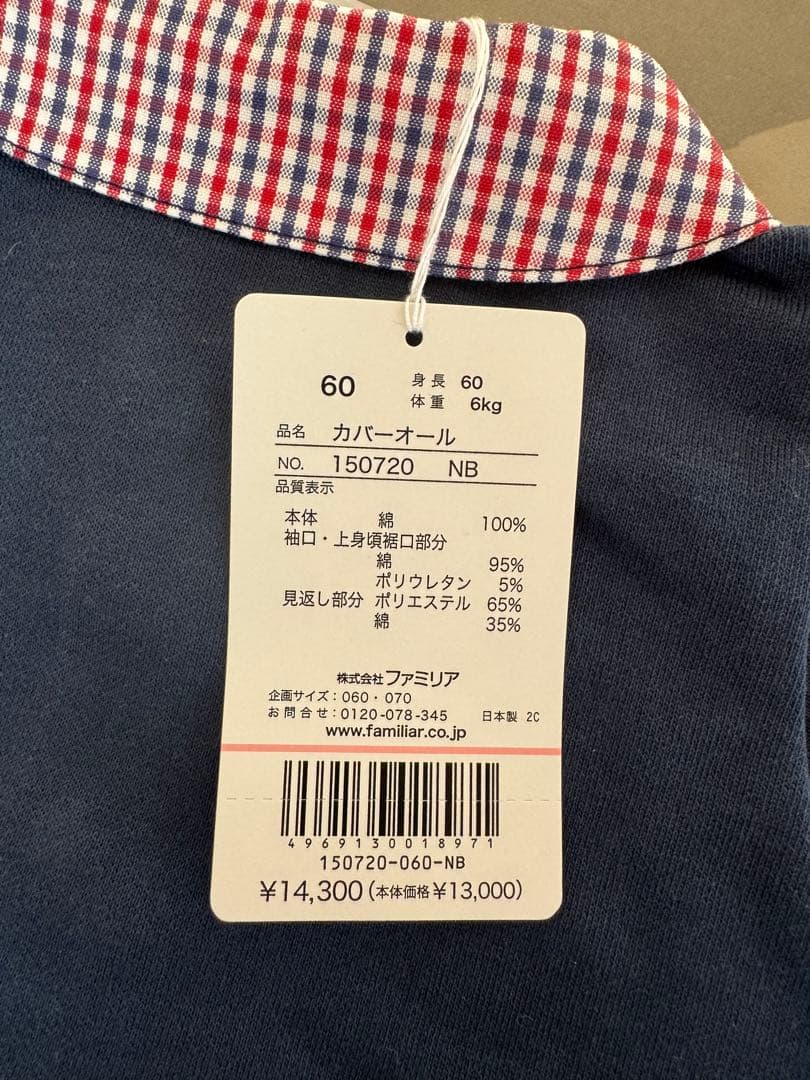 60 身長 60
体重 6kg
品名 カバーオール
NO. 150720 NB
品質表示
本体 綿 100%
袖口・上身頃裾口部分
綿 95%
ポリウレタン 5%
見返し部分 ポリエステル 65%
綿 35%
株式会社ファミリア
企画サイズ：060・070
お問合せ：0120-078-345 日本製 2C
www.familiar.co.jp
4969130018971
150720-060-NB
¥14,300(本体価格¥13,000)